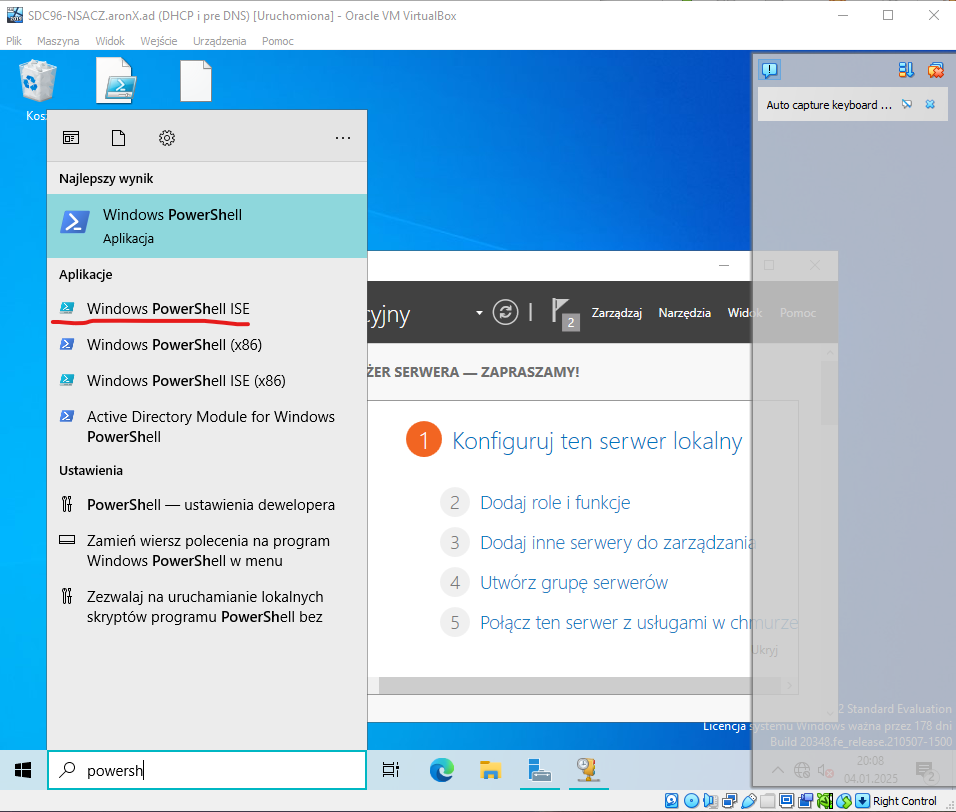 SDC96-NSACZ.aronX.ad (DHCP i pre DNS) [Uruchomiona] - Oracle VM VirtualBox
Plik Maszyna Widok Wejście Urządzenia Pomoc
Auto capture keyboard ...
Najlepszy wynik
Windows PowerShell
Aplikacja
Aplikacje
Windows PowerShell ISE
Windows PowerShell (x86)
Windows PowerShell ISE (x86)
Active Directory Module for Windows
PowerShell
Ustawienia
PowerShell — ustawienia dewelopera
Zamień wiersz polecenia na program
Windows PowerShell w menu
Zezwalaj na uruchamianie lokalnych
skryptów programu PowerShell bez
2 Zarządzaj Narzędzia Widok Pomoc
SERWERA — ZAPRASZAMY!
1 Konfiguruj ten serwer lokalny
2 Dodaj role i funkcje
3 Dodaj inne serwery do zarządzania
4 Utwórz grupę serwerów
5 Połącz ten serwer z usługami w chmurze
Ukryj
2 Standard Evaluation
Licencja systemu Windows ważna przez 178 dni
Build 20348.fe_release.210507-1500
powersh
20:08
04.01.2025
2
Right Control